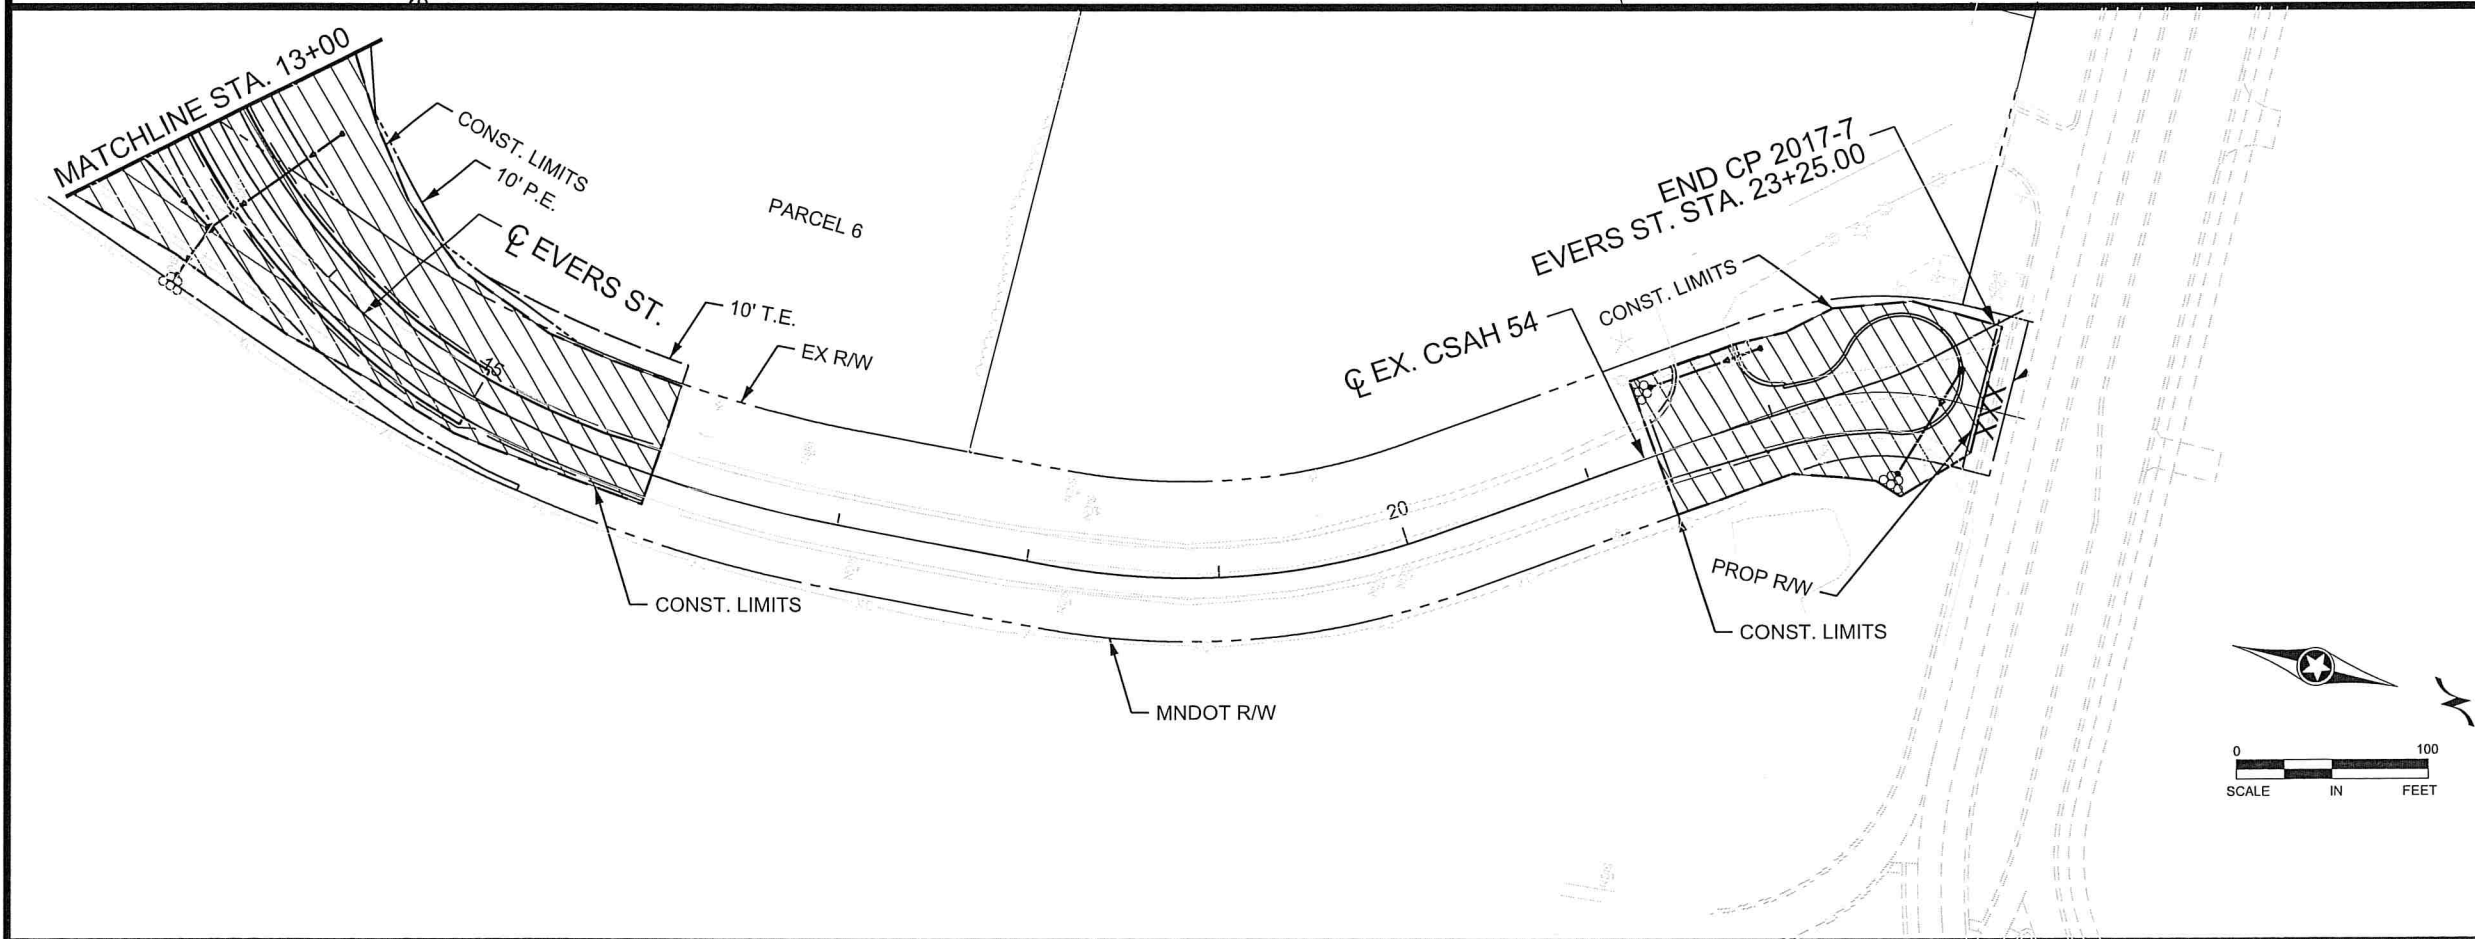 MATCHLINE STA. 13+00
CONST. LIMITS
10' P.E.
℄ EVERS ST.
PARCEL 6
10' T.E.
EX R/W
15
CONST. LIMITS
MNDOT R/W
20
℄ EX. CSAH 54
CONST. LIMITS
END CP 2017-7
EVERS ST. STA. 23+25.00
PROP R/W
CONST. LIMITS
0 100
SCALE IN FEET